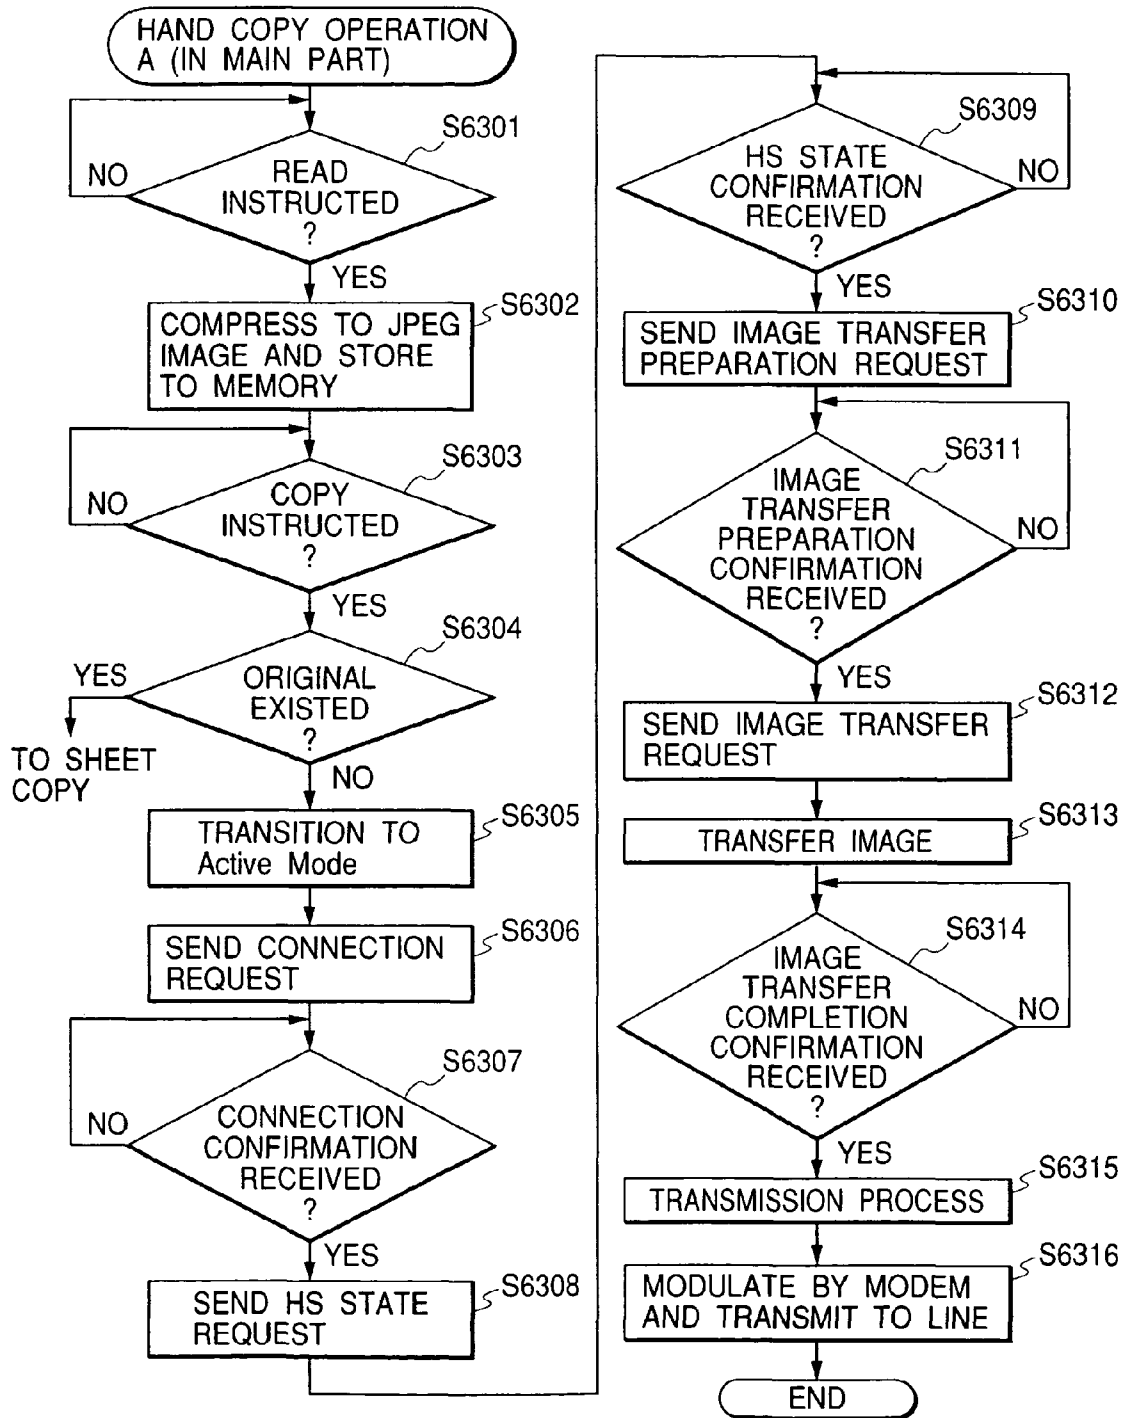 HAND COPY OPERATION
A (IN MAIN PART)
S6301
NO
READ
INSTRUCTED
?
YES
S6302
COMPRESS TO JPEG
IMAGE AND STORE
TO MEMORY
S6303
NO
COPY
INSTRUCTED
?
YES
S6304
YES
ORIGINAL
EXISTED
?
TO SHEET
COPY
NO
S6305
TRANSITION TO
Active Mode
S6306
SEND CONNECTION
REQUEST
S6307
NO
CONNECTION
CONFIRMATION
RECEIVED
?
YES
S6308
SEND HS STATE
REQUEST
S6309
HS STATE
CONFIRMATION
RECEIVED
?
NO
YES
S6310
SEND IMAGE TRANSFER
PREPARATION REQUEST
S6311
IMAGE
TRANSFER
PREPARATION
CONFIRMATION
RECEIVED
?
NO
YES
S6312
SEND IMAGE TRANSFER
REQUEST
S6313
TRANSFER IMAGE
S6314
IMAGE
TRANSFER
COMPLETION
CONFIRMATION
RECEIVED
?
NO
YES
S6315
TRANSMISSION PROCESS
S6316
MODULATE BY MODEM
AND TRANSMIT TO LINE
END